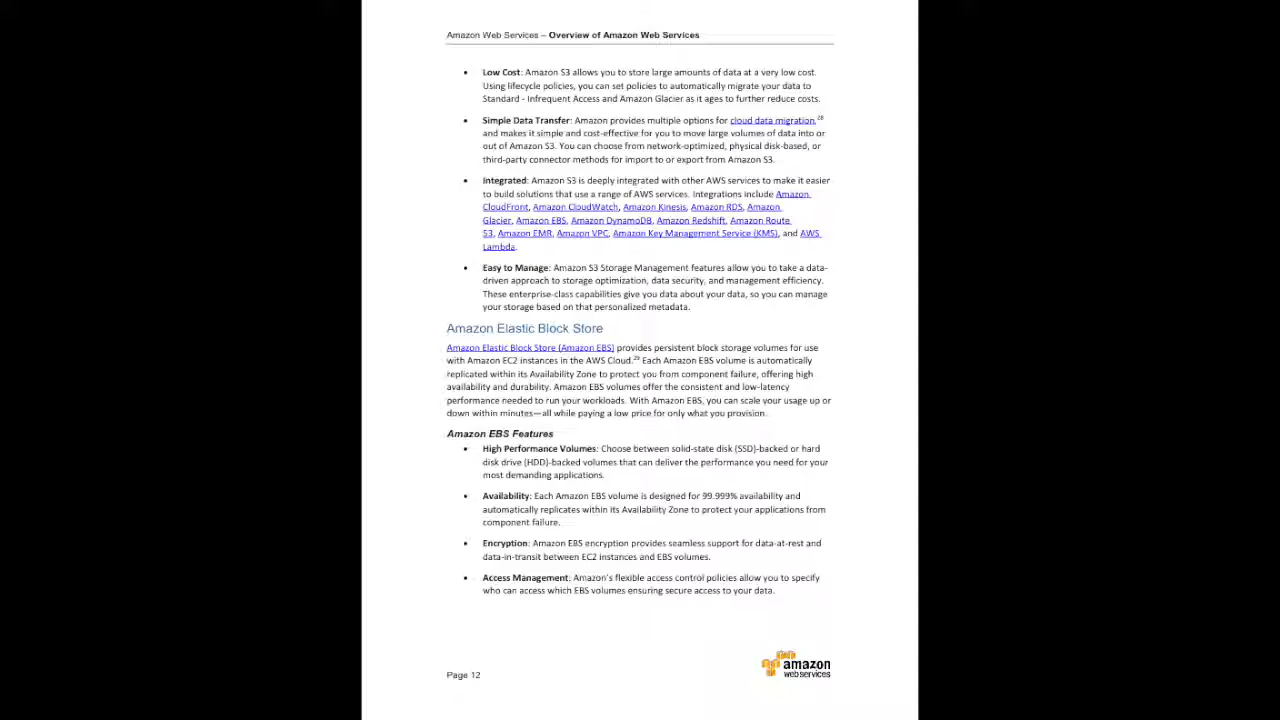 Amazon Web Services – Overview of Amazon Web Services
• Low Cost: Amazon S3 allows you to store large amounts of data at a very low cost.
Using lifecycle policies, you can set policies to automatically migrate your data to
Standard - Infrequent Access and Amazon Glacier as it ages to further reduce costs.
• Simple Data Transfer: Amazon provides multiple options for cloud data migration,28
and makes it simple and cost-effective for you to move large volumes of data into or
out of Amazon S3. You can choose from network-optimized, physical disk-based, or
third-party connector methods for import to or export from Amazon S3.
• Integrated: Amazon S3 is deeply integrated with other AWS services to make it easier
to build solutions that use a range of AWS services. Integrations include Amazon
CloudFront, Amazon CloudWatch, Amazon Kinesis, Amazon RDS, Amazon
Glacier, Amazon EBS, Amazon DynamoDB, Amazon Redshift, Amazon Route
53, Amazon EMR, Amazon VPC, Amazon Key Management Service (KMS), and AWS
Lambda.
• Easy to Manage: Amazon S3 Storage Management features allow you to take a data-
driven approach to storage optimization, data security, and management efficiency.
These enterprise-class capabilities give you data about your data, so you can manage
your storage based on that personalized metadata.
Amazon Elastic Block Store
Amazon Elastic Block Store (Amazon EBS) provides persistent block storage volumes for use
with Amazon EC2 instances in the AWS Cloud.29 Each Amazon EBS volume is automatically
replicated within its Availability Zone to protect you from component failure, offering high
availability and durability. Amazon EBS volumes offer the consistent and low-latency
performance needed to run your workloads. With Amazon EBS, you can scale your usage up or
down within minutes—all while paying a low price for only what you provision.
Amazon EBS Features
• High Performance Volumes: Choose between solid-state disk (SSD)-backed or hard
disk drive (HDD)-backed volumes that can deliver the performance you need for your
most demanding applications.
• Availability: Each Amazon EBS volume is designed for 99.999% availability and
automatically replicates within its Availability Zone to protect your applications from
component failure.
• Encryption: Amazon EBS encryption provides seamless support for data-at-rest and
data-in-transit between EC2 instances and EBS volumes.
• Access Management: Amazon's flexible access control policies allow you to specify
who can access which EBS volumes ensuring secure access to your data.
Page 12
amazon
web services